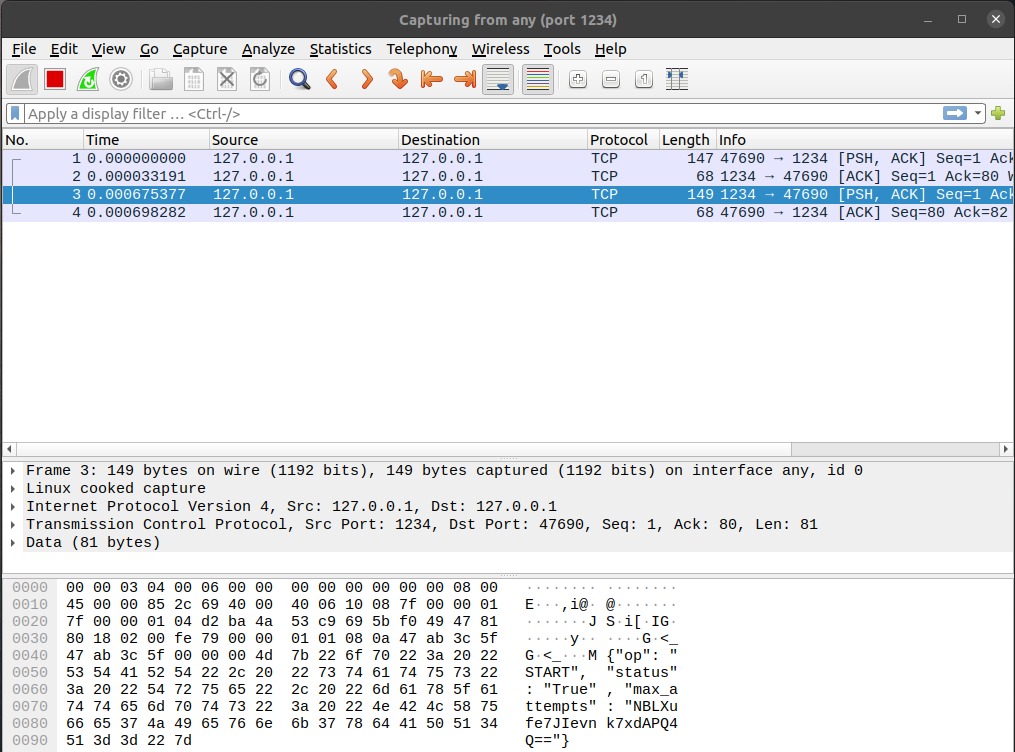 Capturing from any (port 1234)
File Edit View Go Capture Analyze Statistics Telephony Wireless Tools Help
Apply a display filter … <Ctrl-/>
No. Time Source Destination Protocol Length Info
1 0.000000000 127.0.0.1 127.0.0.1 TCP 147 47690 → 1234 [PSH, ACK] Seq=1 Ack
2 0.000033191 127.0.0.1 127.0.0.1 TCP 68 1234 → 47690 [ACK] Seq=1 Ack=80 W
3 0.000675377 127.0.0.1 127.0.0.1 TCP 149 1234 → 47690 [PSH, ACK] Seq=1 Ack
4 0.000698282 127.0.0.1 127.0.0.1 TCP 68 47690 → 1234 [ACK] Seq=80 Ack=82
Frame 3: 149 bytes on wire (1192 bits), 149 bytes captured (1192 bits) on interface any, id 0
Linux cooked capture
Internet Protocol Version 4, Src: 127.0.0.1, Dst: 127.0.0.1
Transmission Control Protocol, Src Port: 1234, Dst Port: 47690, Seq: 1, Ack: 80, Len: 81
Data (81 bytes)
0000 00 00 03 04 00 06 00 00 00 00 00 00 00 00 08 00 ········ ········
0010 45 00 00 85 2c 69 40 00 40 06 10 08 7f 00 00 01 E···,i@· @·······
0020 7f 00 00 01 04 d2 ba 4a 53 c9 69 5b f0 49 47 81 ·······J S·i[·IG·
0030 80 18 02 00 fe 79 00 00 01 01 08 0a 47 ab 3c 5f ·····y·· ····G·<_
0040 47 ab 3c 5f 00 00 00 4d 7b 22 6f 70 22 3a 20 22 G·<_···M {"op": "
0050 53 54 41 52 54 22 2c 20 22 73 74 61 74 75 73 22 START", "status"
0060 3a 20 22 54 72 75 65 22 2c 20 22 6d 61 78 5f 61 : "True" , "max_a
0070 74 74 65 6d 70 74 73 22 3a 20 22 4e 42 4c 58 75 ttempts" : "NBLXu
0080 66 65 37 4a 49 65 76 6e 6b 37 78 64 41 50 51 34 fe7JIevn k7xdAPQ4
0090 51 3d 3d 22 7d Q=="}